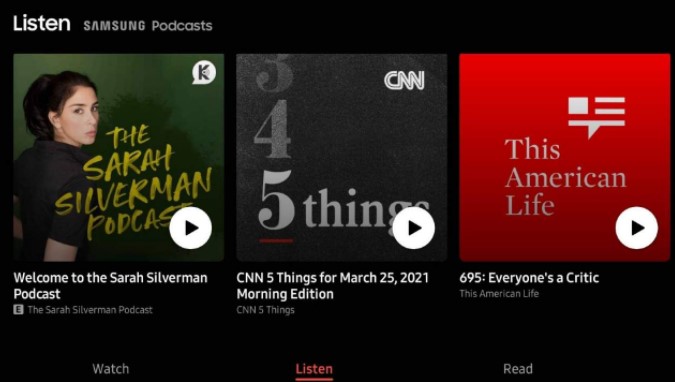 Listen SAMSUNG Podcasts
K
THE
SARAH
SILVERMAN
PODCAST
CNN
3
4
5 things
This
American
Life
Welcome to the Sarah Silverman
Podcast
E The Sarah Silverman Podcast
CNN 5 Things for March 25, 2021
Morning Edition
CNN 5 Things
695: Everyone's a Critic
This American Life
Watch Listen Read